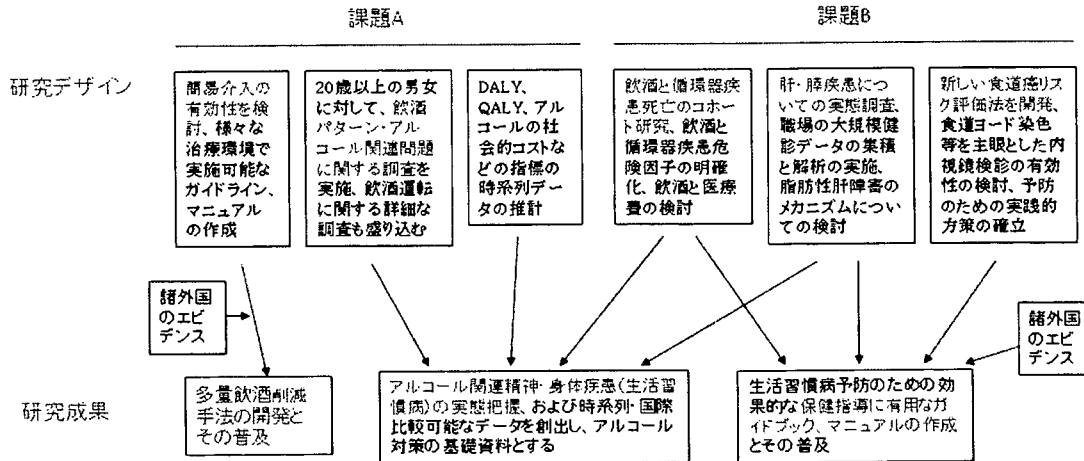 課題A
課題B
研究デザイン
簡易介入の
有効性を検
討、様々な
治療環境で
実施可能な
ガイドライン、
マニュアル
の作成
20歳以上の男女
に対して、飲酒
パターン・アル
コール関連問題
に関する調査を
実施、飲酒運転
に関する詳細な
調査も盛り込む
DALY、
QALY、アル
コールの社
会的コストな
どの指標の
時系列デー
タの推計
飲酒と循環器疾
患死亡のコホー
ト研究、飲酒と
循環器疾患危
険因子の明確
化、飲酒と医療
費の検討
肝・膵疾患につ
いての実態調査、
職場の大規模健
診データの集積
と解析の実施、
脂肪性肝障害の
メカニズムについ
ての検討
新しい食道癌リス
ク評価法を開発、
食道ヨード染色
等を主眼とした内
視鏡検診の有効
性の検討、予防
のための実践的
方策の確立
諸外国
のエビ
デンス
諸外国
のエビ
デンス
研究成果
多量飲酒削減
手法の開発と
その普及
アルコール関連精神・身体疾患(生活習
慣病)の実態把握、および時系列・国際
比較可能なデータを創出し、アルコール
対策の基礎資料とする
生活習慣病予防のための効
果的な保健指導に有用なガ
イドブック、マニュアルの作成
とその普及